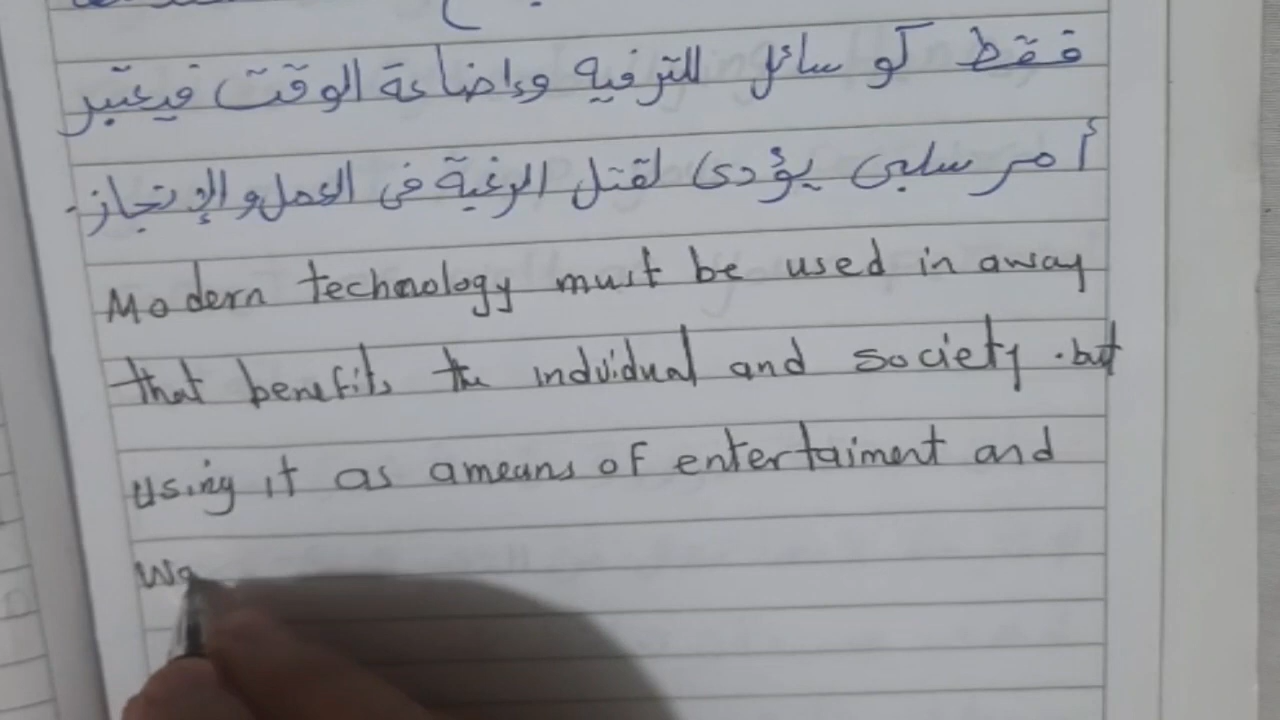 فقط كوسائل للترفيه وإضاعة الوقت فيعتبر
أمر سلبى يؤدى لقتل الرغبة فى العمل والإنجاز.
Modern technology must be used in away
that benefits the individual and society . but
using it as ameans of entertaiment and
wa